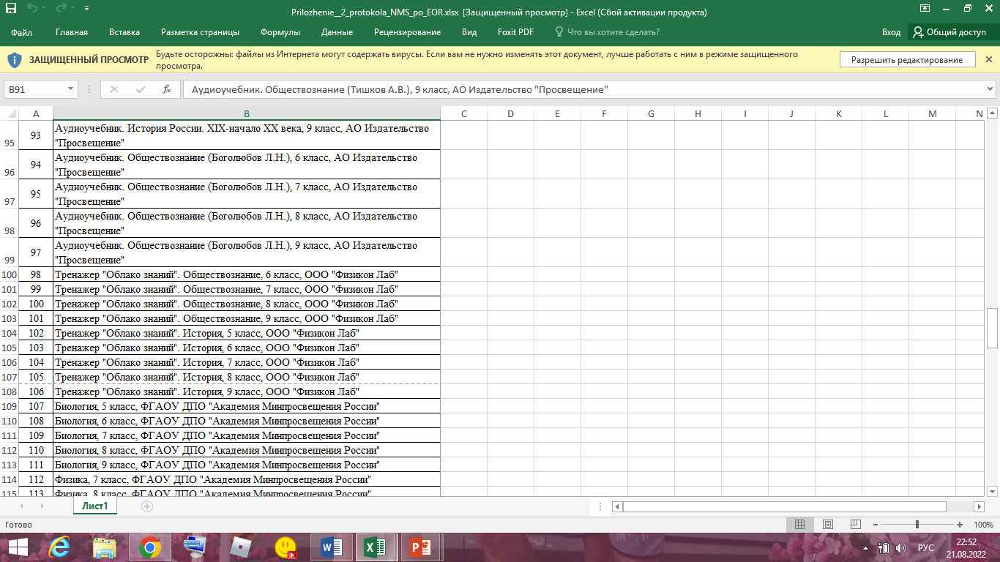 Prilozhenie__2_protokola_NMS_po_EOR.xlsx [Защищенный просмотр] - Excel (Сбой активации продукта)
Файл Главная Вставка Разметка страницы Формулы Данные Рецензирование Вид Foxit PDF Что вы хотите сделать? Вход Общий доступ
ЗАЩИЩЕННЫЙ ПРОСМОТР Будьте осторожны: файлы из Интернета могут содержать вирусы. Если вам не нужно изменять этот документ, лучше работать с ним в режиме защищенного
просмотра.
Разрешить редактирование
B91 fx Аудиоучебник. Обществознание (Тишков А.В.), 9 класс, АО Издательство "Просвещение"
A B C D E F G H I J K L M N
95 93 Аудиоучебник. История России. XIX-начало XX века, 9 класс, АО Издательство
"Просвещение"
96 94 Аудиоучебник. Обществознание (Боголюбов Л.Н.), 6 класс, АО Издательство
"Просвещение"
97 95 Аудиоучебник. Обществознание (Боголюбов Л.Н.), 7 класс, АО Издательство
"Просвещение"
98 96 Аудиоучебник. Обществознание (Боголюбов Л.Н.), 8 класс, АО Издательство
"Просвещение"
99 97 Аудиоучебник. Обществознание (Боголюбов Л.Н.), 9 класс, АО Издательство
"Просвещение"
100 98 Тренажер "Облако знаний". Обществознание, 6 класс, ООО "Физикон Лаб"
101 99 Тренажер "Облако знаний". Обществознание, 7 класс, ООО "Физикон Лаб"
102 100 Тренажер "Облако знаний". Обществознание, 8 класс, ООО "Физикон Лаб"
103 101 Тренажер "Облако знаний". Обществознание, 9 класс, ООО "Физикон Лаб"
104 102 Тренажер "Облако знаний". История, 5 класс, ООО "Физикон Лаб"
105 103 Тренажер "Облако знаний". История, 6 класс, ООО "Физикон Лаб"
106 104 Тренажер "Облако знаний". История, 7 класс, ООО "Физикон Лаб"
107 105 Тренажер "Облако знаний". История, 8 класс, ООО "Физикон Лаб"
108 106 Тренажер "Облако знаний". История, 9 класс, ООО "Физикон Лаб"
109 107 Биология, 5 класс, ФГАОУ ДПО "Академия Минпросвещения России"
110 108 Биология, 6 класс, ФГАОУ ДПО "Академия Минпросвещения России"
111 109 Биология, 7 класс, ФГАОУ ДПО "Академия Минпросвещения России"
112 110 Биология, 8 класс, ФГАОУ ДПО "Академия Минпросвещения России"
113 111 Биология, 9 класс, ФГАОУ ДПО "Академия Минпросвещения России"
114 112 Физика, 7 класс, ФГАОУ ДПО "Академия Минпросвещения России"
115 113 Физика, 8 класс, ФГАОУ ДПО "Академия Минпросвещения России"
Лист1
Готово 100%
РУС 22:52
21.08.2022